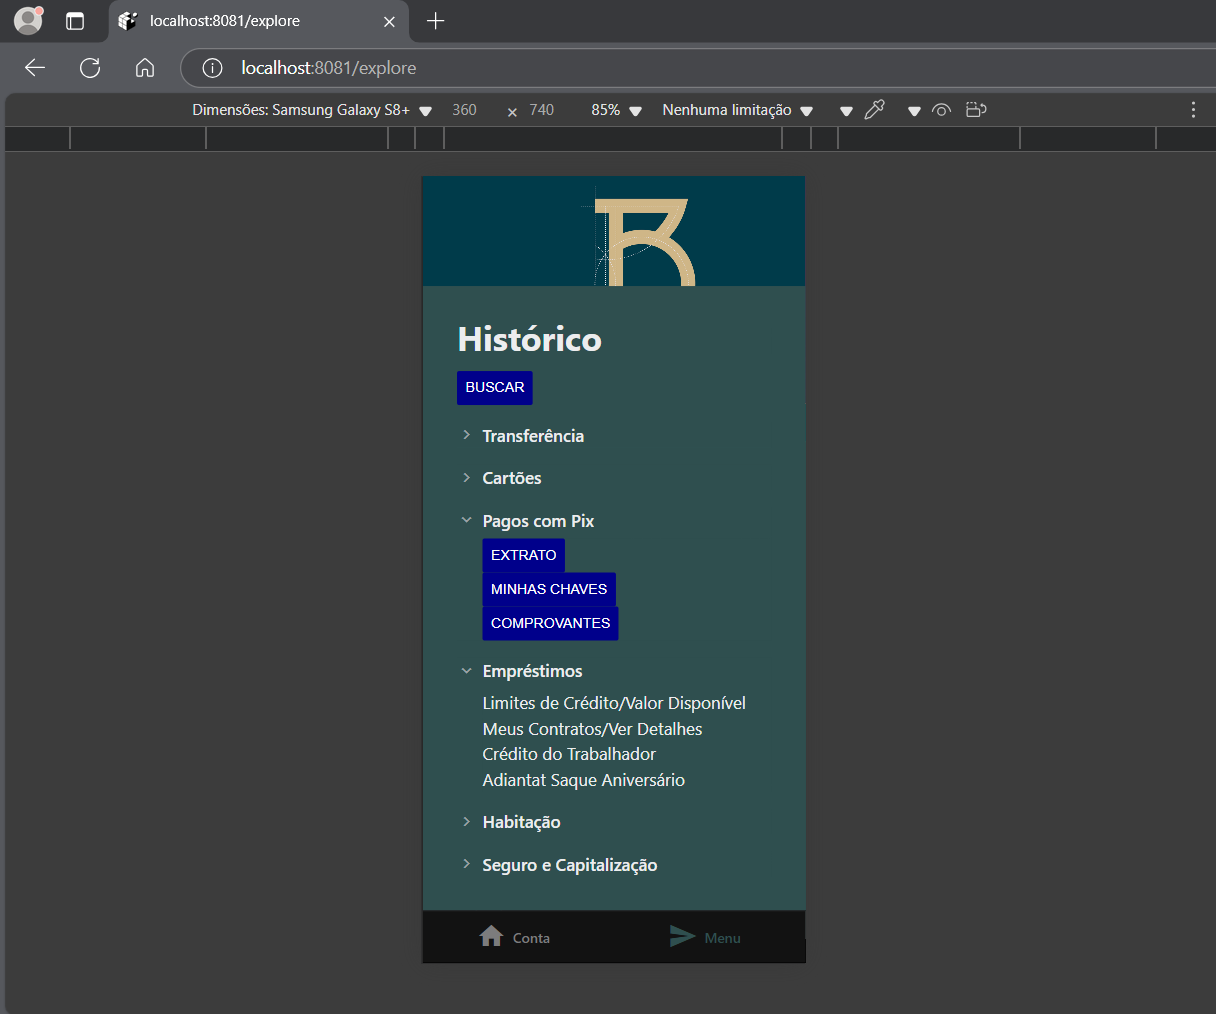 localhost:8081/explore
localhost:8081/explore
Dimensões: Samsung Galaxy S8+ 360 × 740 85% Nenhuma limitação
Histórico
BUSCAR
Transferência
Cartões
Pagos com Pix
EXTRATO
MINHAS CHAVES
COMPROVANTES
Empréstimos
Limites de Crédito/Valor Disponível
Meus Contratos/Ver Detalhes
Crédito do Trabalhador
Adiantat Saque Aniversário
Habitação
Seguro e Capitalização
Conta Menu